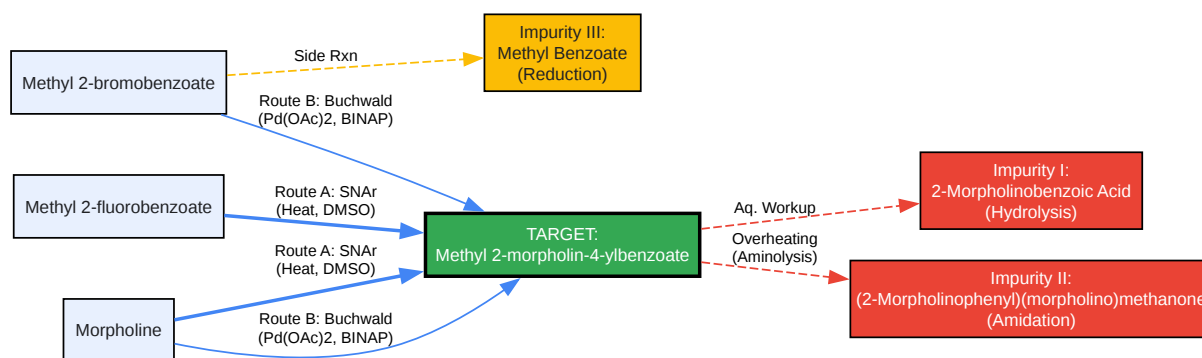 Impurity III:
Methyl Benzoate
(Reduction)
Side Rxn
Methyl 2-bromobenzoate
Route B: Buchwald
(Pd(OAc)2, BINAP)
Impurity I:
2-Morpholinobenzoic Acid
(Hydrolysis)
Methyl 2-fluorobenzoate
Route A: SNAr
(Heat, DMSO)
Aq. Workup
TARGET:
Methyl 2-morpholin-4-ylbenzoate
Overheating
(Aminolysis)
Route A: SNAr
(Heat, DMSO)
Impurity II:
(2-Morpholinophenyl)(morpholino)methanone
(Amidation)
Morpholine
Route B: Buchwald
(Pd(OAc)2, BINAP)